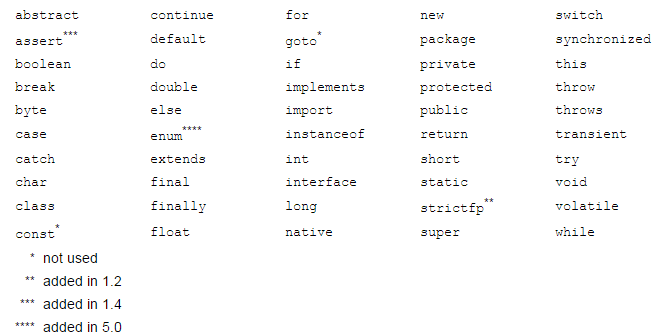 abstract continue for new switch
assert*** default goto* package synchronized
boolean do if private this
break double implements protected throw
byte else import public throws
case enum**** instanceof return transient
catch extends int short try
char final interface static void
class finally long strictfp** volatile
const* float native super while
* not used
** added in 1.2
*** added in 1.4
**** added in 5.0